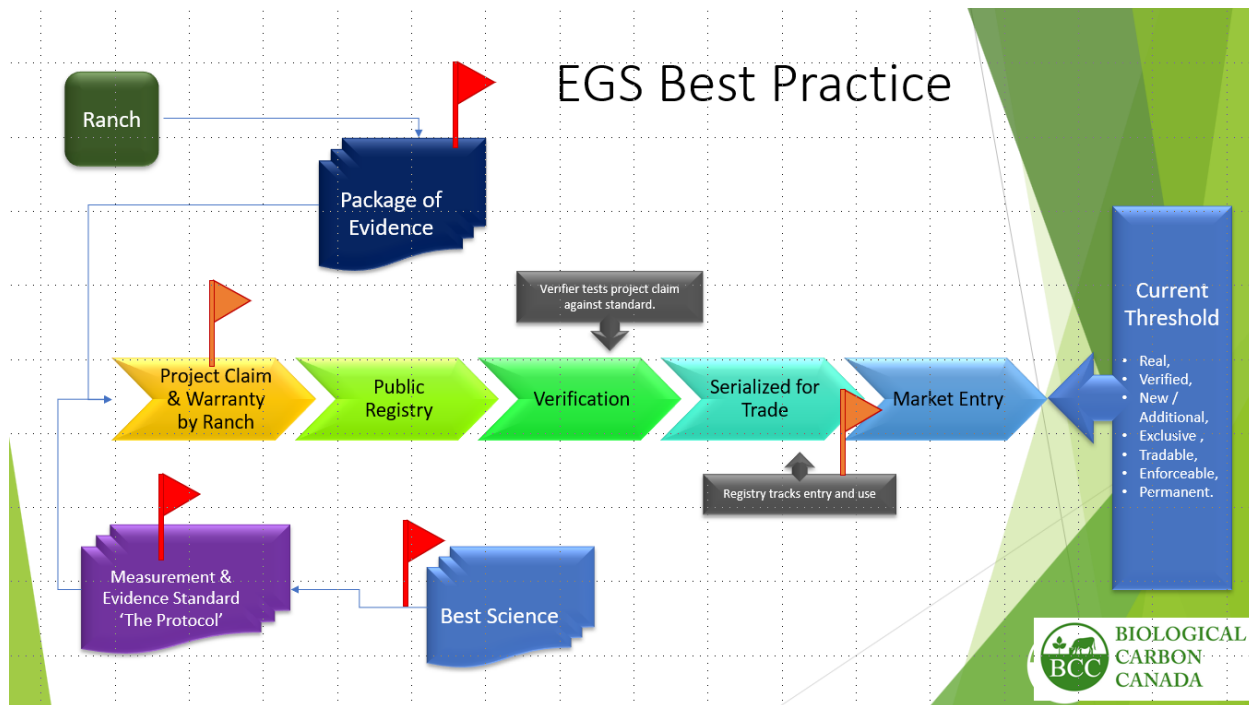 EGS Best Practice
Ranch
Package of
Evidence
Verifier tests project claim
against standard.
Project Claim
& Warranty
by Ranch
Public
Registry
Verification
Serialized for
Trade
Market Entry
Registry tracks entry and use
Measurement &
Evidence Standard
‘The Protocol’
Best Science
Current
Threshold
• Real,
• Verified,
• New /
Additional,
• Exclusive ,
• Tradable,
• Enforceable,
• Permanent.
BCC
BIOLOGICAL
CARBON
CANADA